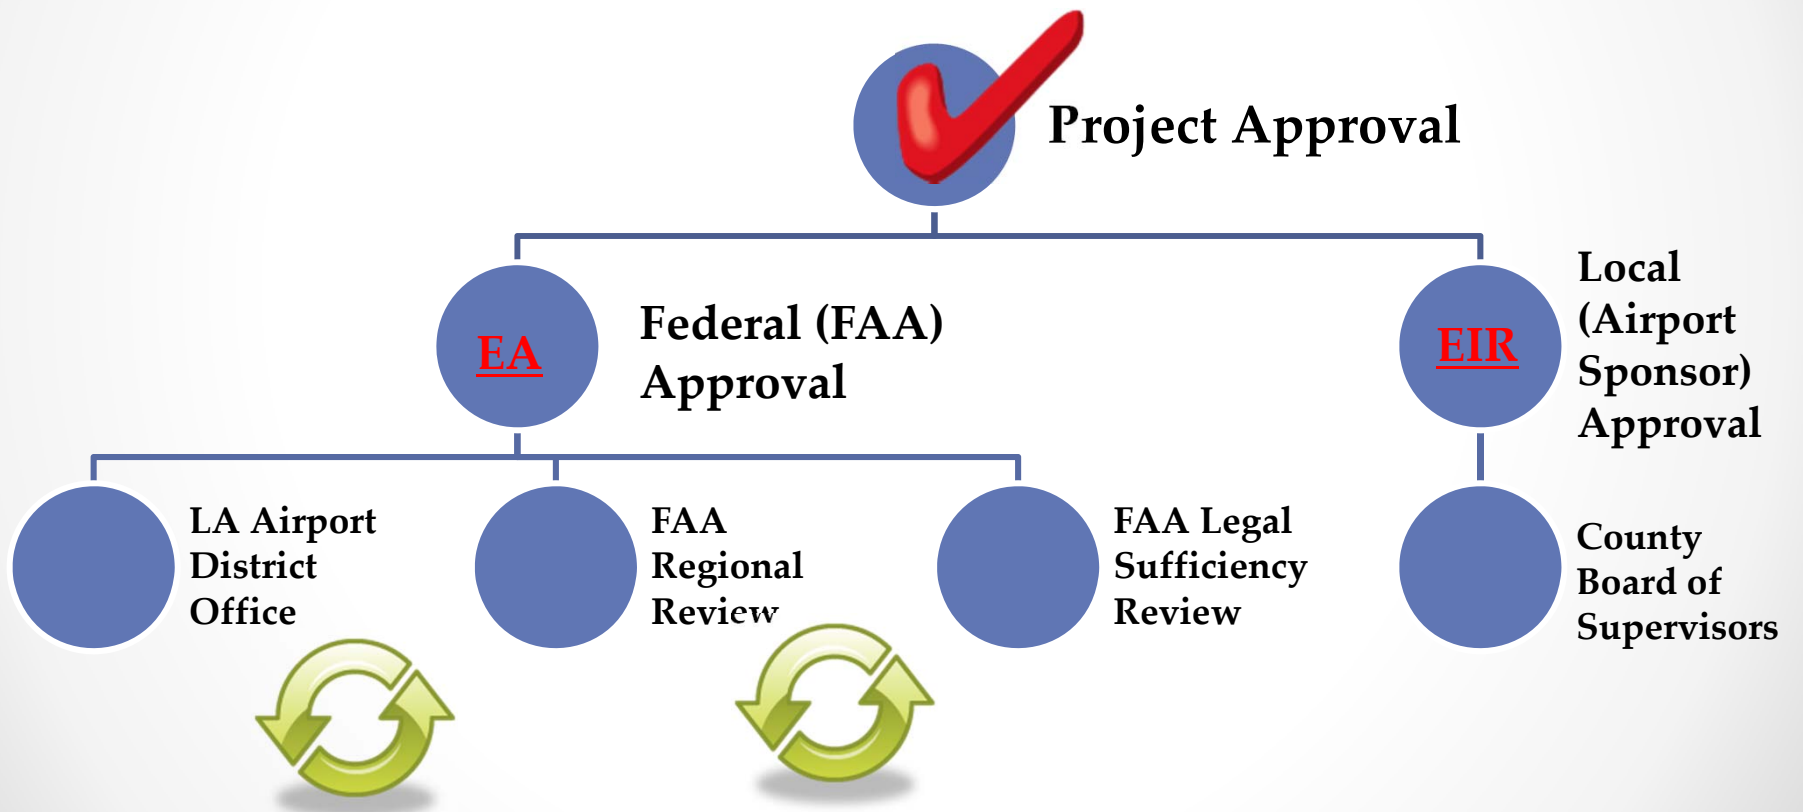 Project Approval
EA
Federal (FAA)
Approval
EIR
Local
(Airport
Sponsor)
Approval
LA Airport
District
Office
FAA
Regional
Review
FAA Legal
Sufficiency
Review
County
Board of
Supervisors